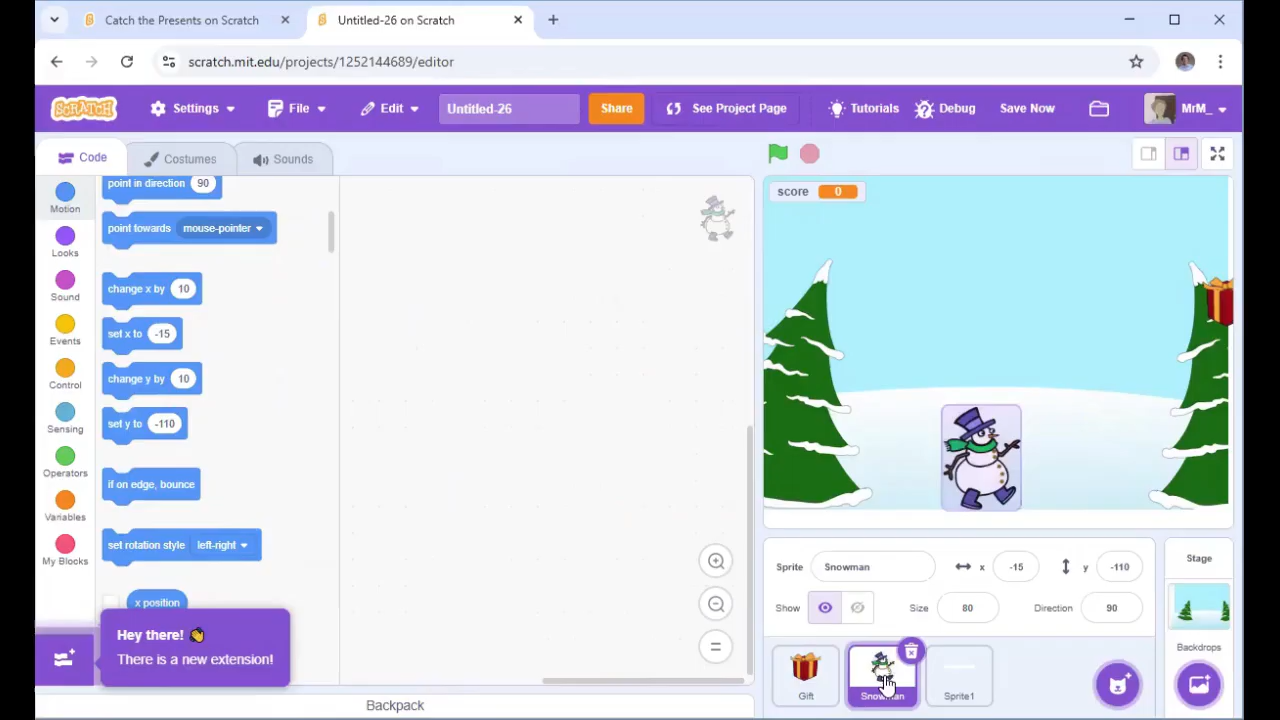 Catch the Presents on Scratch
Untitled-26 on Scratch
scratch.mit.edu/projects/1252144689/editor
SCRATCH
Settings
File
Edit
Untitled-26
Share
See Project Page
Tutorials
Debug
Save Now
MrM_
Code
Costumes
Sounds
Motion
Looks
Sound
Events
Control
Sensing
Operators
Variables
My Blocks
point in direction 90
point towards mouse-pointer
change x by 10
set x to -15
change y by 10
set y to -110
if on edge, bounce
set rotation style left-right
x position
Hey there! 👋
There is a new extension!
Backpack
score 0
Sprite Snowman x -15 y -110
Show Size 80 Direction 90
Gift
Snowman
Sprite1
Stage
Backdrops